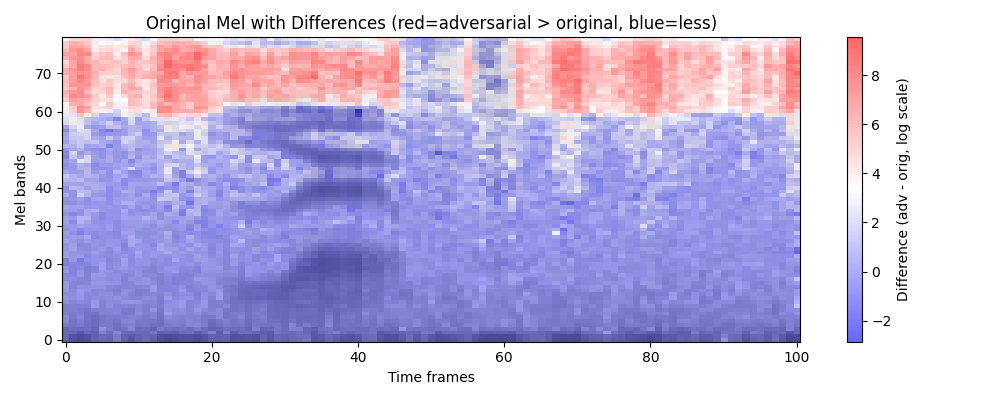 Original Mel with Differences (red=adversarial > original, blue=less)
Mel bands
70
60
50
40
30
20
10
0
0 20 40 60 80 100
Time frames
8
6
4
2
0
−2
Difference (adv - orig, log scale)